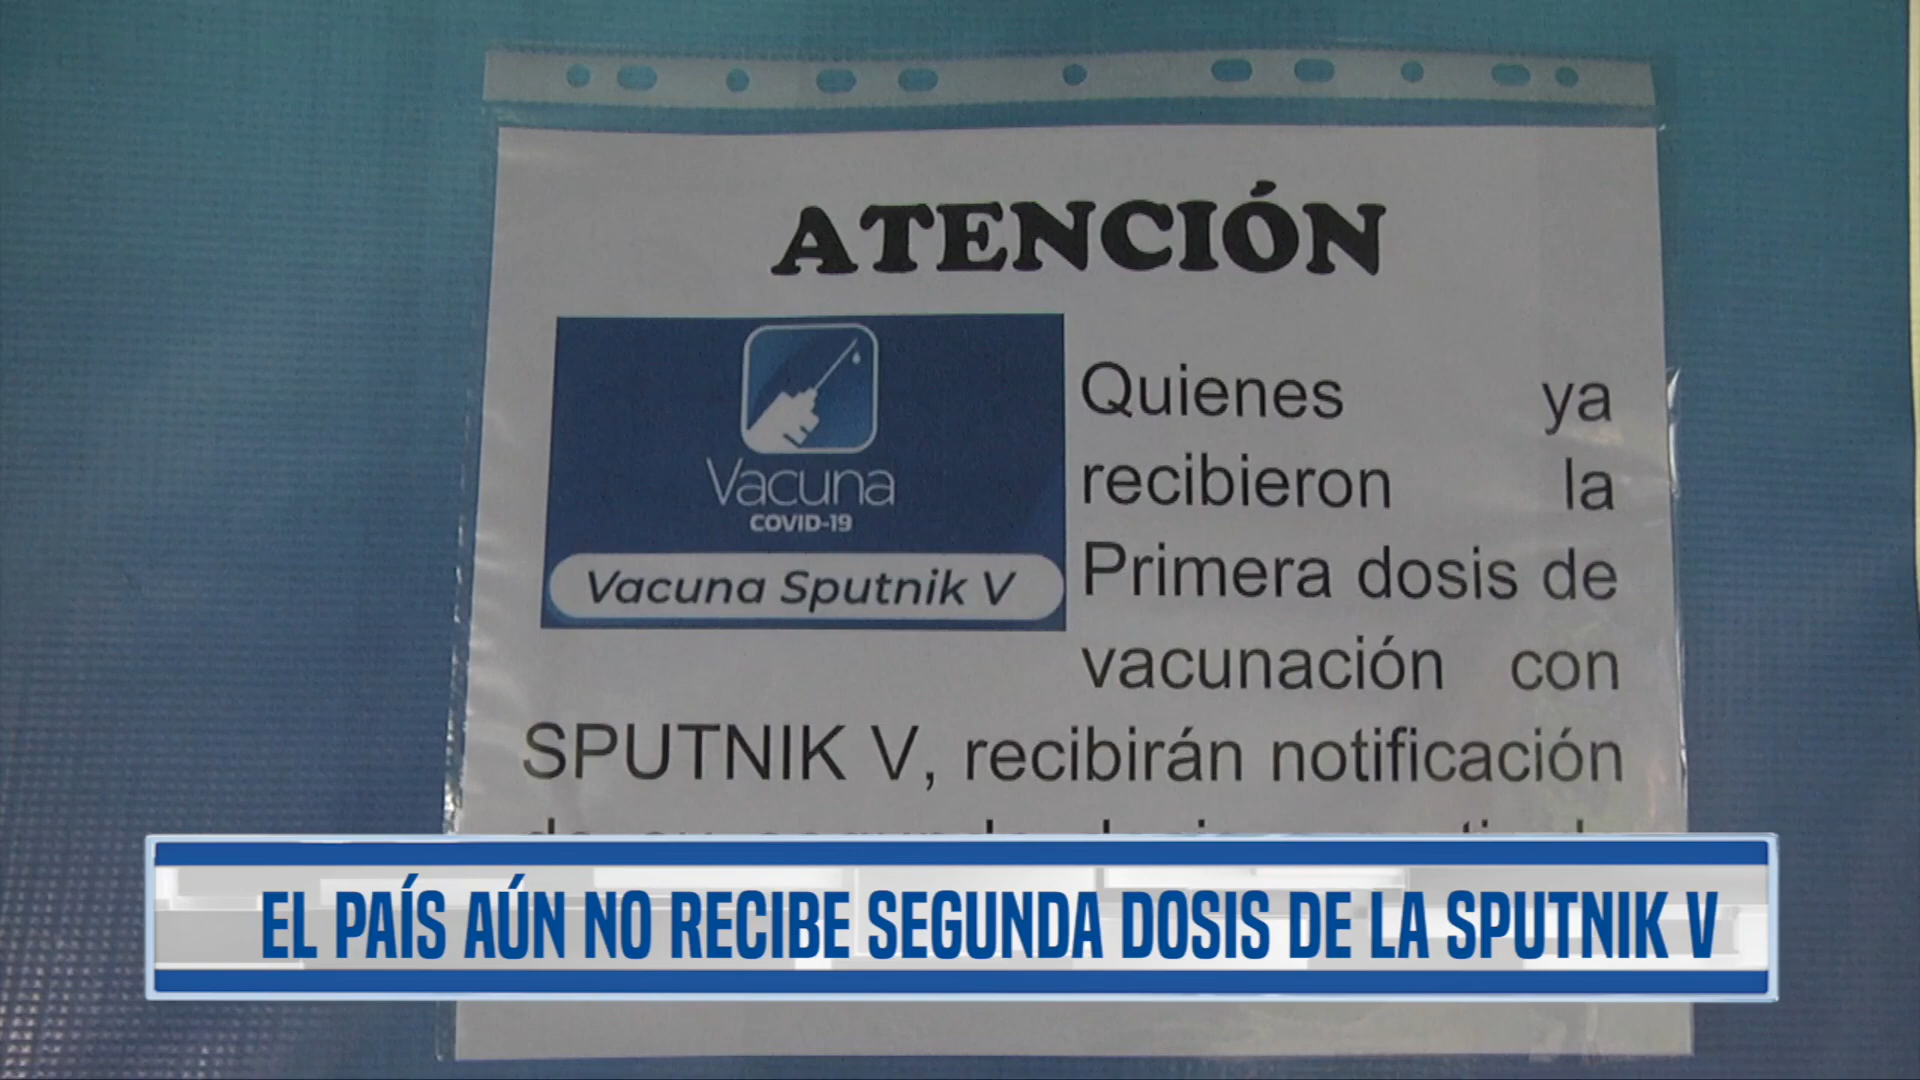 ATENCIÓN
Vacuna
COVID-19
Vacuna Sputnik V
Quienes ya
recibieron la
Primera dosis de
vacunación con
SPUTNIK V, recibirán notificación
EL PAÍS AÚN NO RECIBE SEGUNDA DOSIS DE LA SPUTNIK V